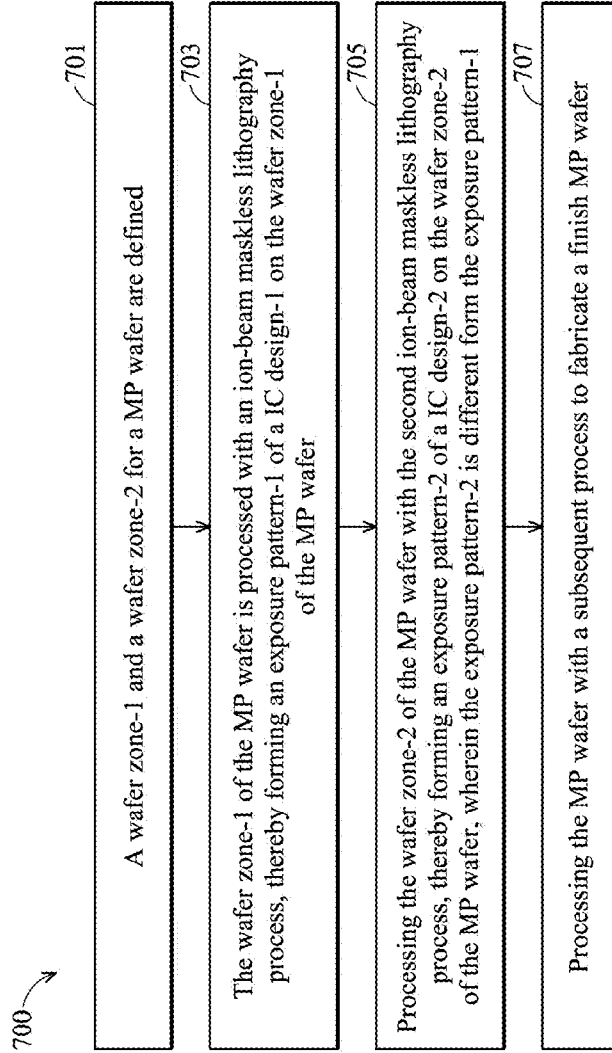 700
701
A wafer zone-1 and a wafer zone-2 for a MP wafer are defined
703
The wafer zone-1 of the MP wafer is processed with an ion-beam maskless lithography
process, thereby forming an exposure pattern-1 of a IC design-1 on the wafer zone-1
of the MP wafer
705
Processing the wafer zone-2 of the MP wafer with the second ion-beam maskless lithography
process, thereby forming an exposure pattern-2 of a IC design-2 on the wafer zone-2
of the MP wafer, wherein the exposure pattern-2 is different form the exposure pattern-1
707
Processing the MP wafer with a subsequent process to fabricate a finish MP wafer